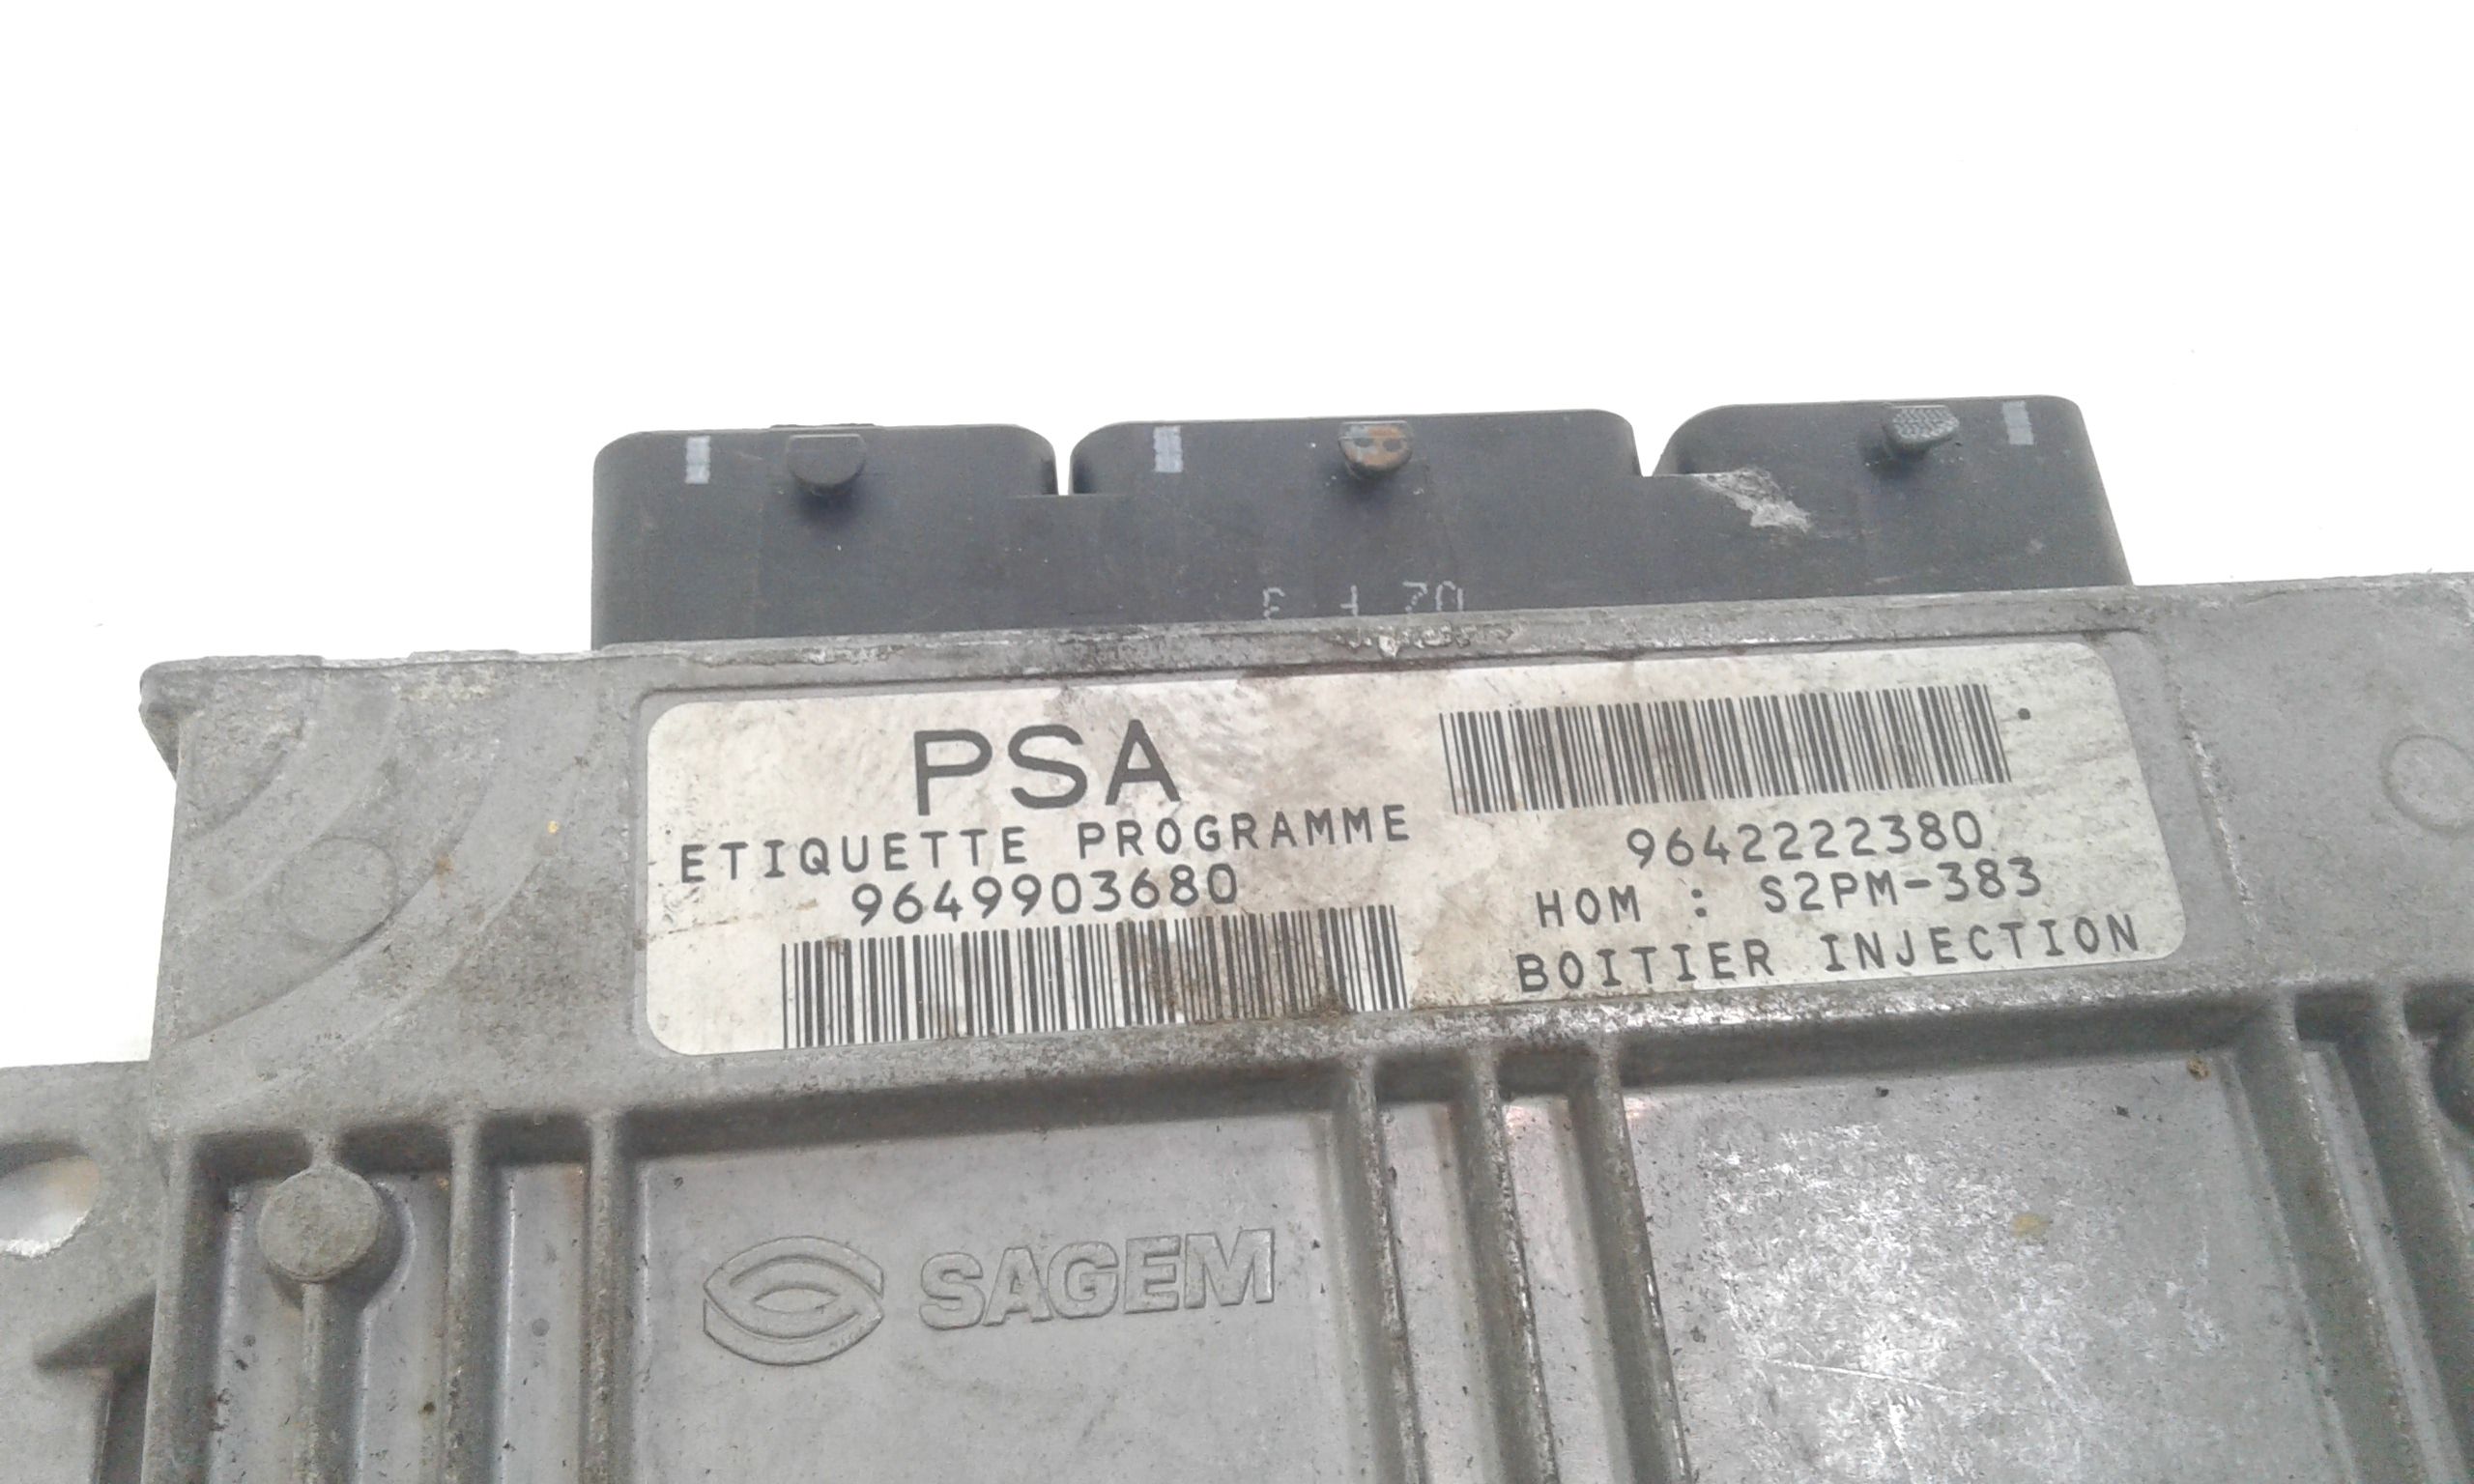 PSA
ETIQUETTE PROGRAMME
9649903680
9642222380
HOM : S2PM-383
BOITIER INJECTION
SAGEM